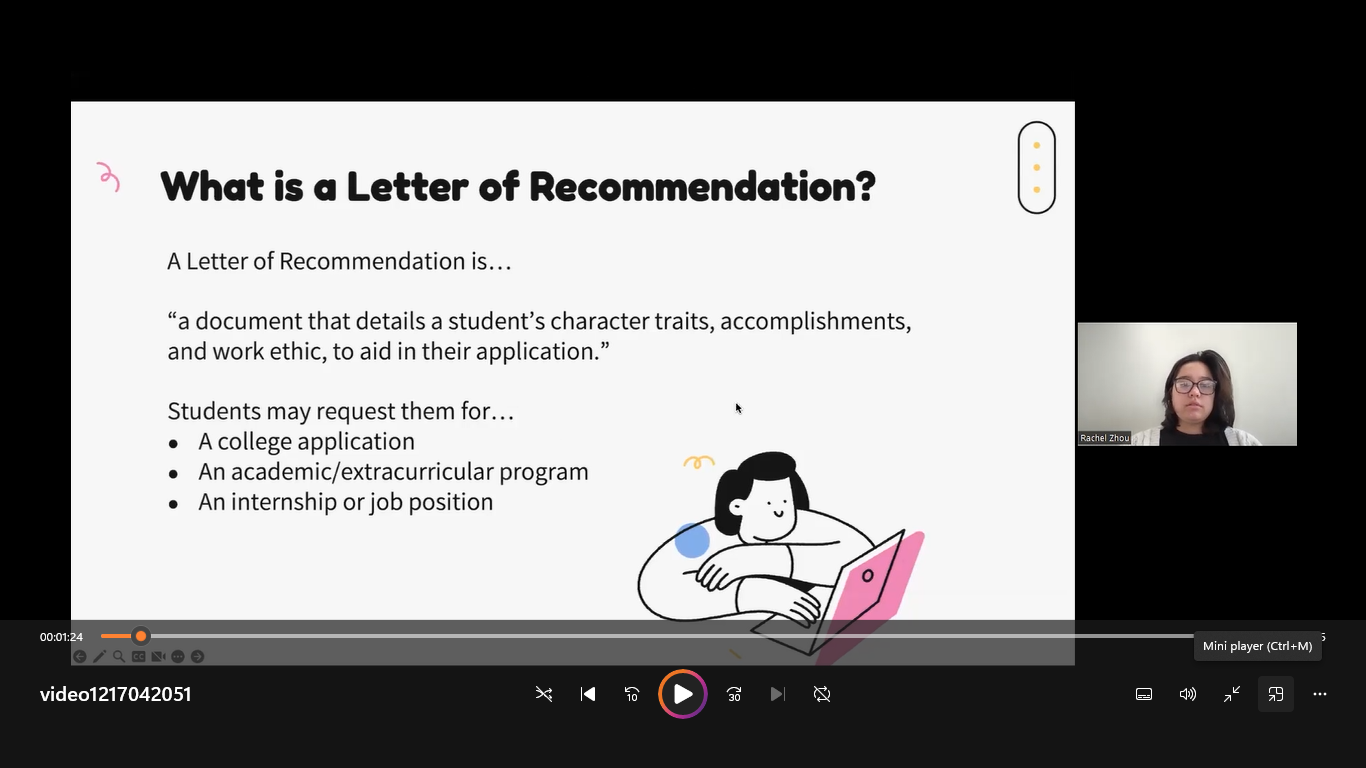 What is a Letter of Recommendation?
A Letter of Recommendation is…
“a document that details a student’s character traits, accomplishments,
and work ethic, to aid in their application.”
Students may request them for…
● A college application
● An academic/extracurricular program
● An internship or job position
Rachel Zhou
00:01:24
Mini player (Ctrl+M)
video1217042051
10
30